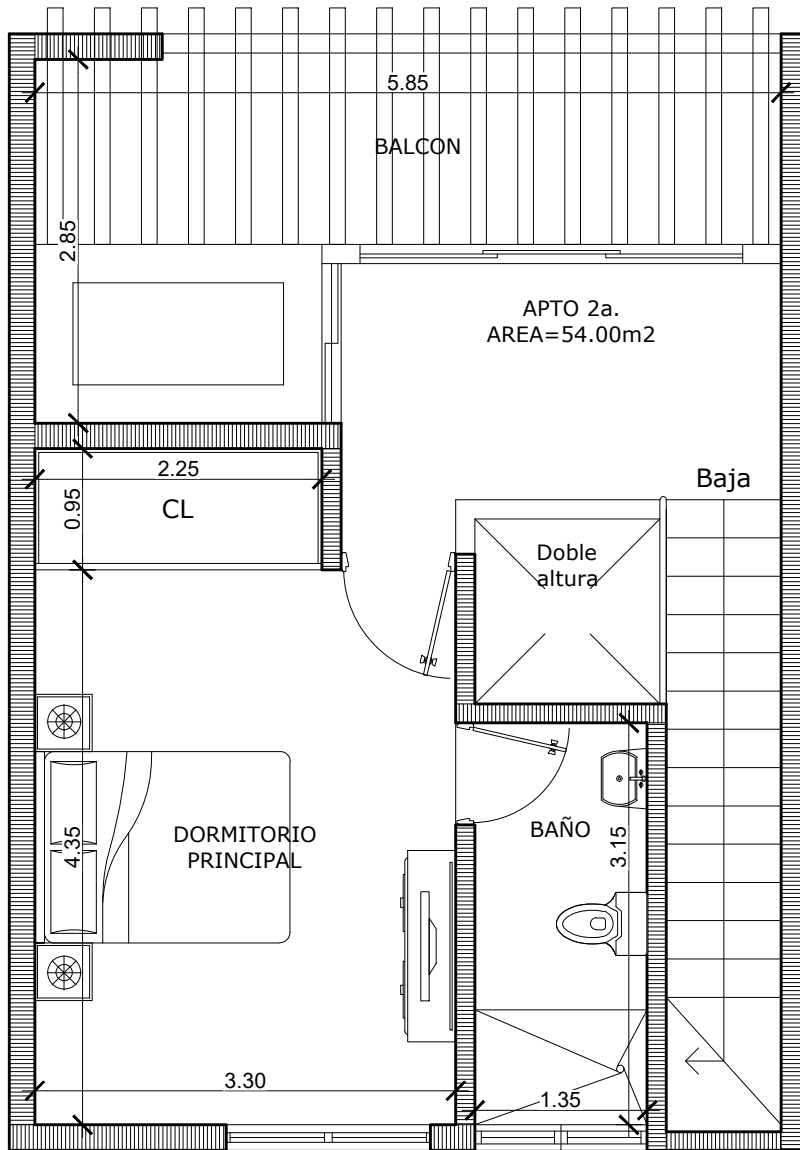 5.85
BALCON
2.85
APTO 2a.
AREA=54.00m2
2.25
Baja
0.95
CL
Doble
altura
DORMITORIO
PRINCIPAL
4.35
BAÑO
3.15
3.30
1.35